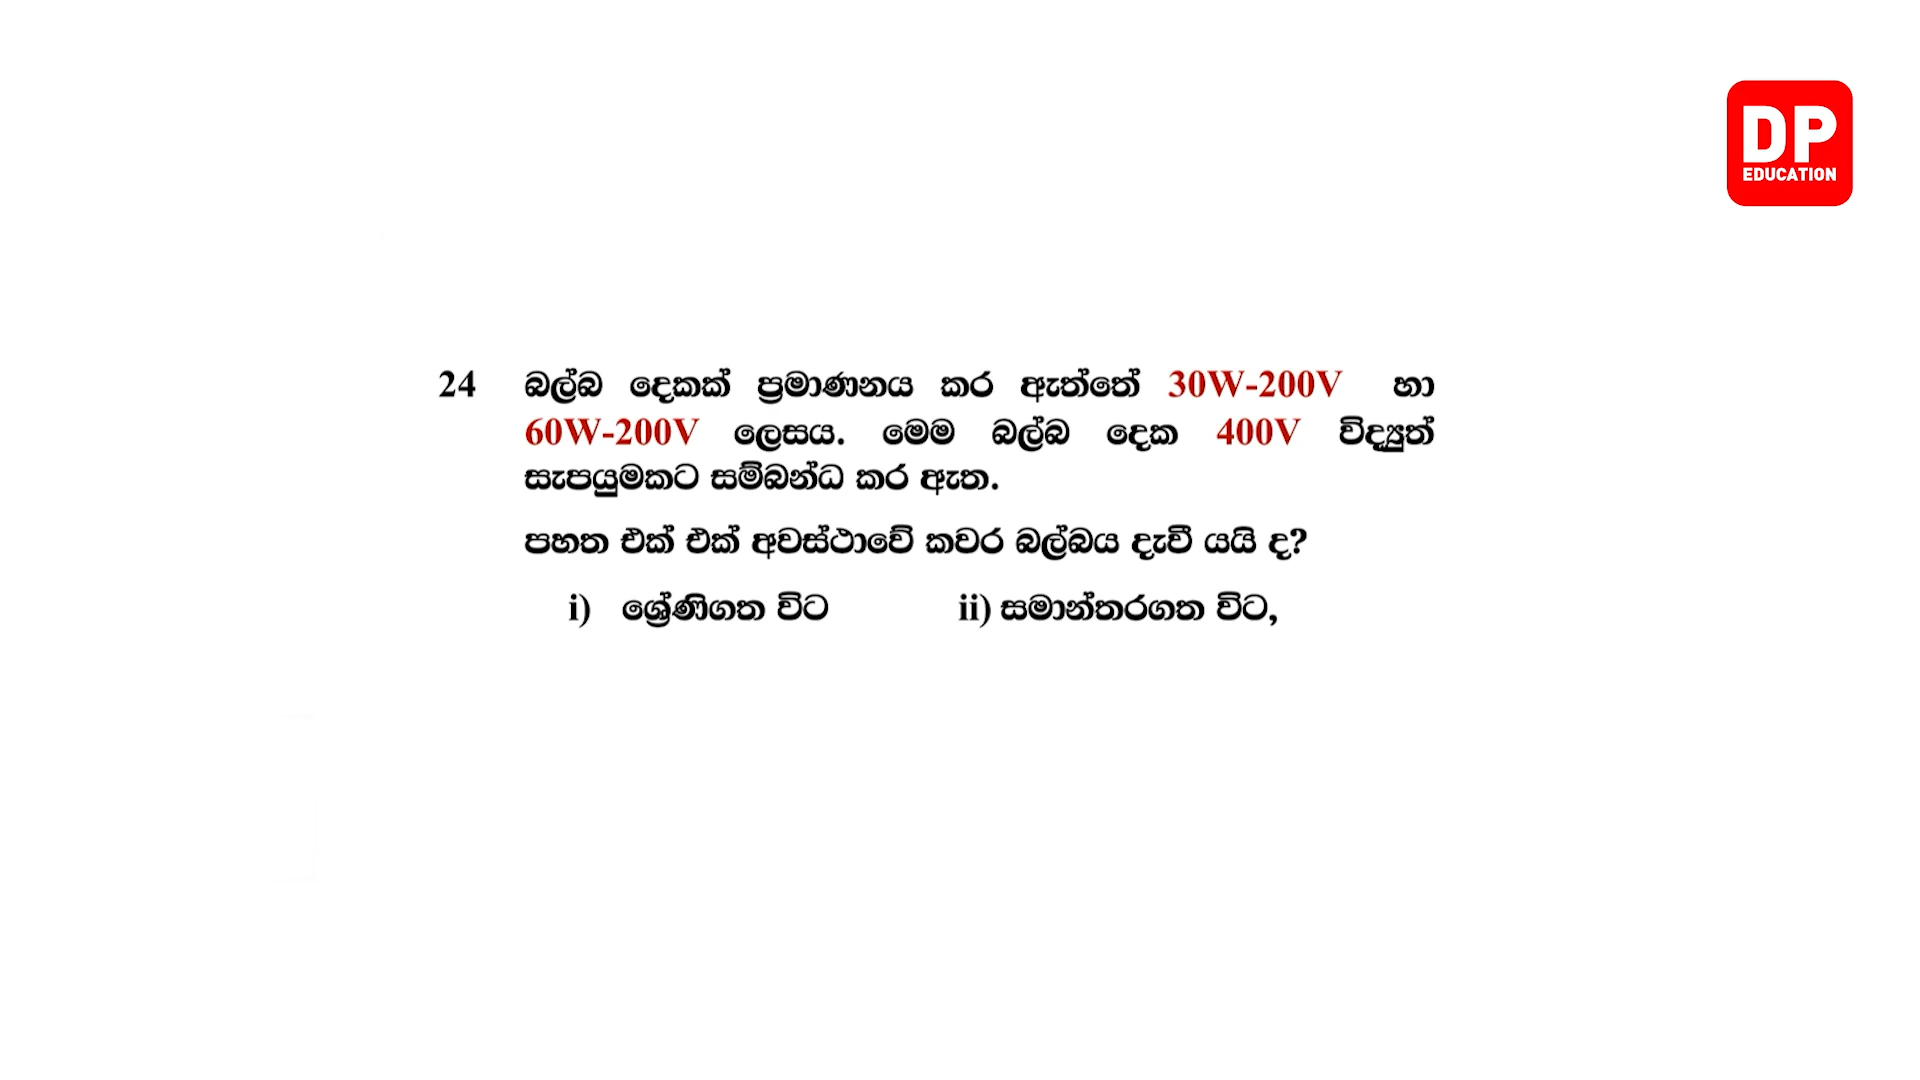 DP
EDUCATION
24 බල්බ දෙකක් ප්‍රමාණනය කර ඇත්තේ 30W-200V හා
60W-200V ලෙසය. මෙම බල්බ දෙක 400V විද්‍යුත්
සැපයුමකට සම්බන්ධ කර ඇත.
පහත එක් එක් අවස්ථාවේ කවර බල්බය දැවී යයි ද?
i) ශ්‍රේණිගත විට ii) සමාන්තරගත විට,